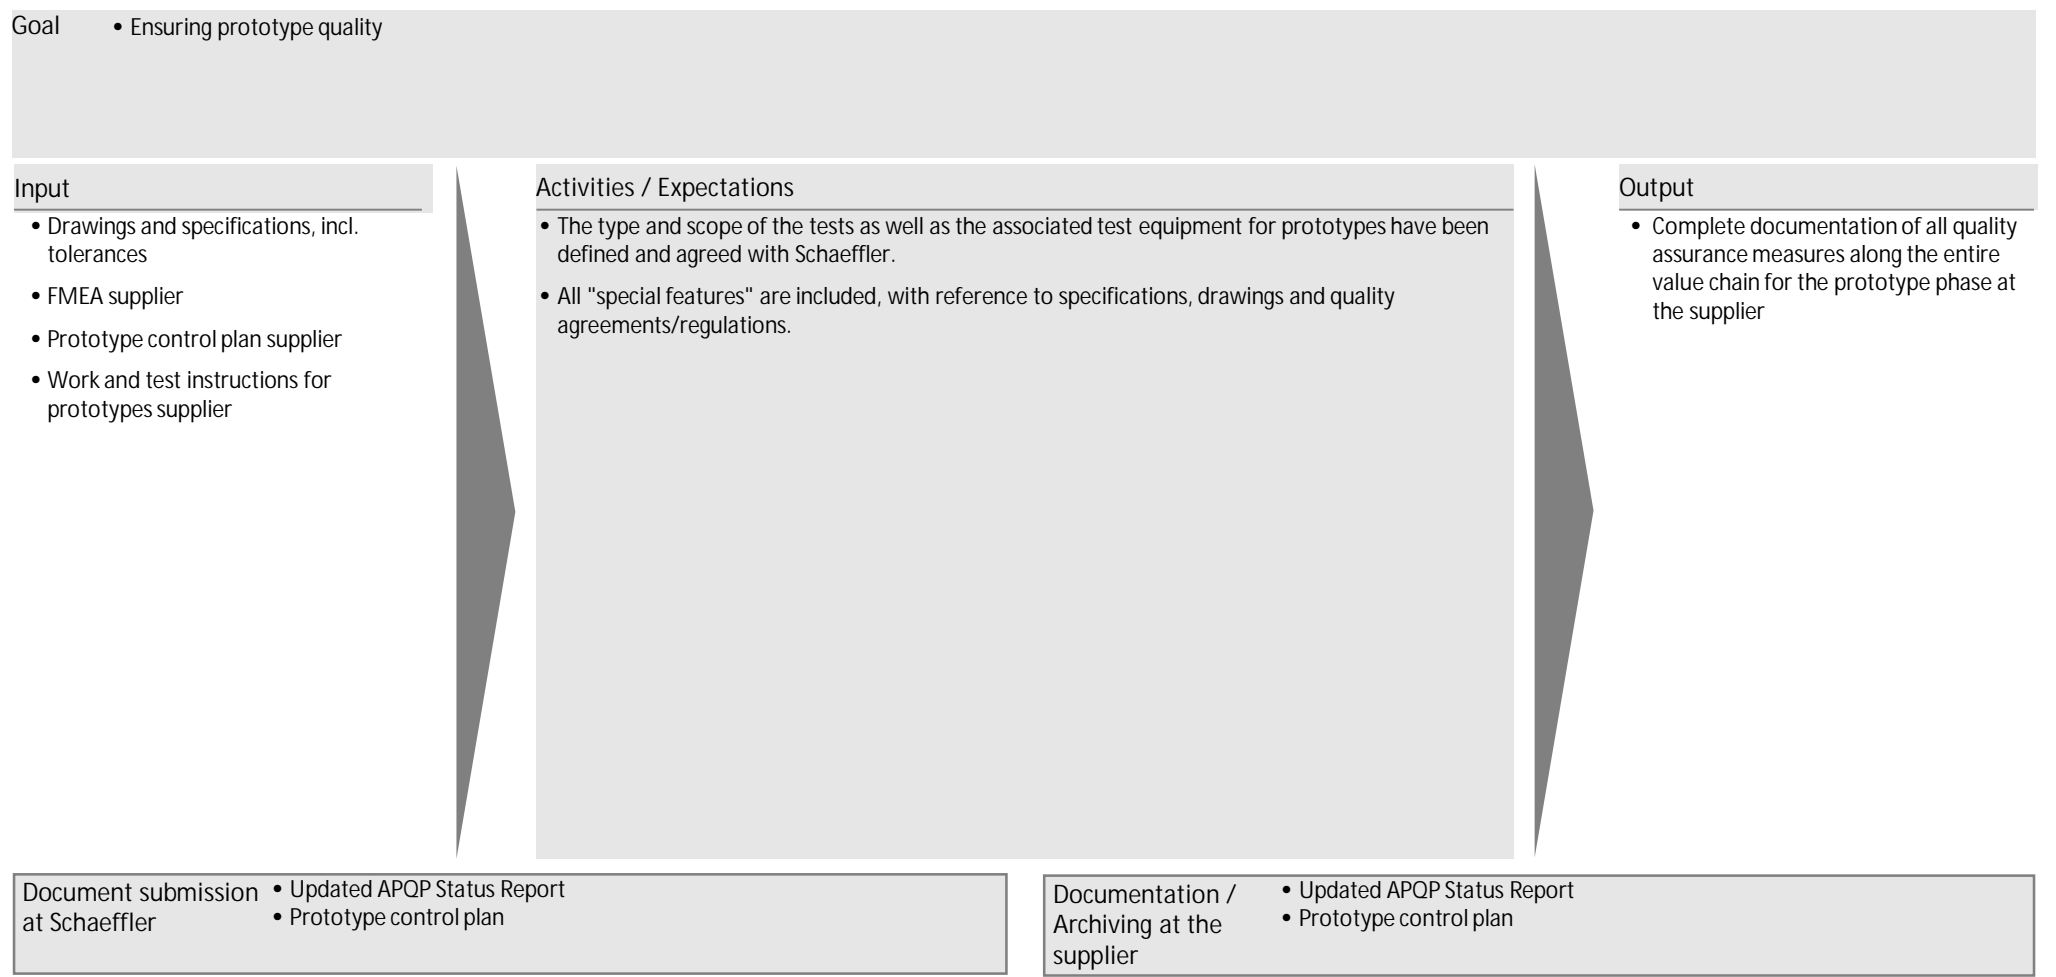 Goal
• Ensuring prototype quality
Input
• Drawings and specifications, incl.
tolerances
• FMEA supplier
• Prototype control plan supplier
• Work and test instructions for
prototypes supplier
Activities / Expectations
• The type and scope of the tests as well as the associated test equipment for prototypes have been
defined and agreed with Schaeffler.
• All "special features" are included, with reference to specifications, drawings and quality
agreements/regulations.
Output
• Complete documentation of all quality
assurance measures along the entire
value chain for the prototype phase at
the supplier
Document submission
at Schaeffler
• Updated APQP Status Report
• Prototype control plan
Documentation /
Archiving at the
supplier
• Updated APQP Status Report
• Prototype control plan